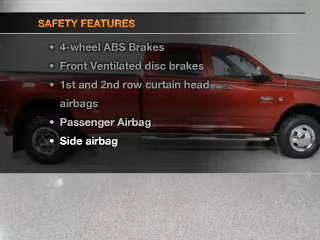 SAFETY FEATURES
• 4-wheel ABS Brakes
• Front Ventilated disc brakes
• 1st and 2nd row curtain head
airbags
• Passenger Airbag
• Side airbag